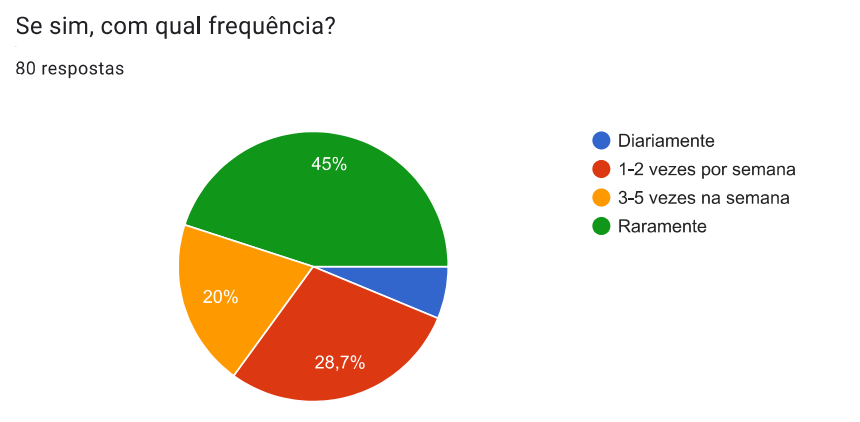 Se sim, com qual frequência?
80 respostas
45%
20%
28,7%
Diariamente
1-2 vezes por semana
3-5 vezes na semana
Raramente